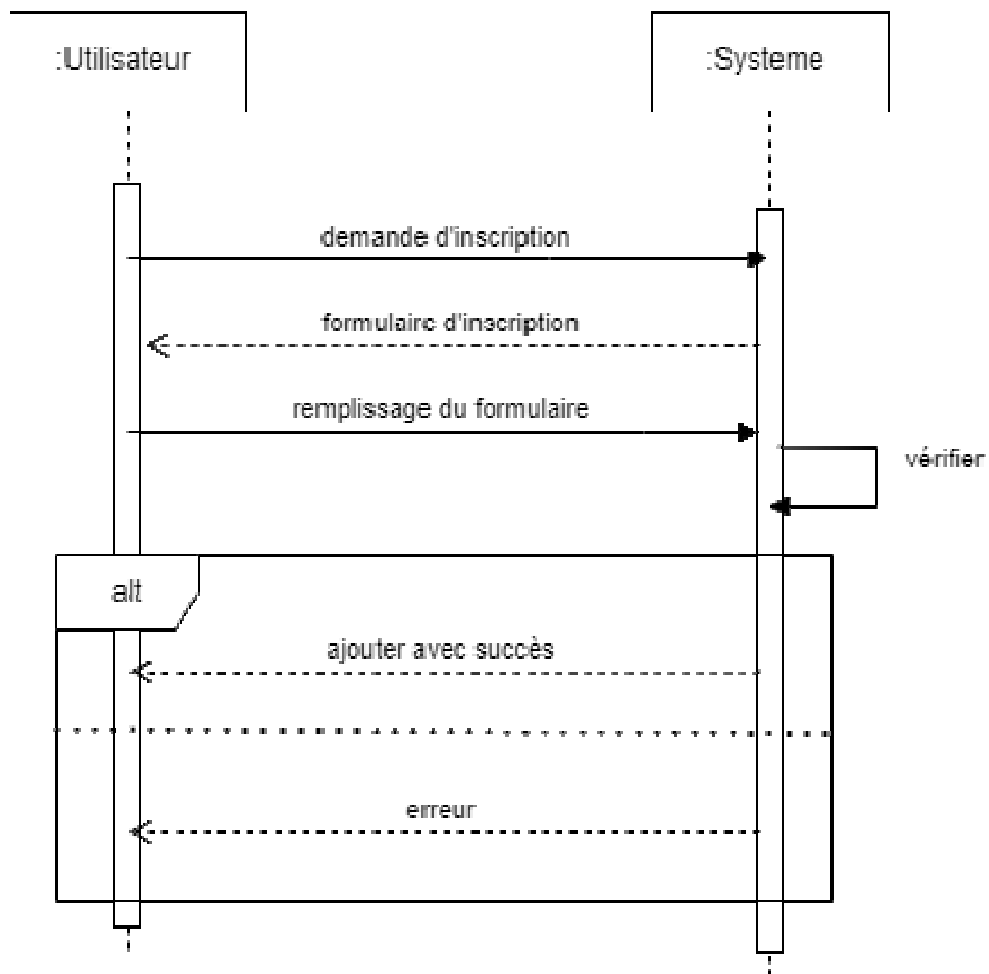 :Utilisateur
:Systeme
demande d'inscription
formulaire d'inscription
remplissage du formulaire
vérifier
alt
ajouter avec succès
erreur